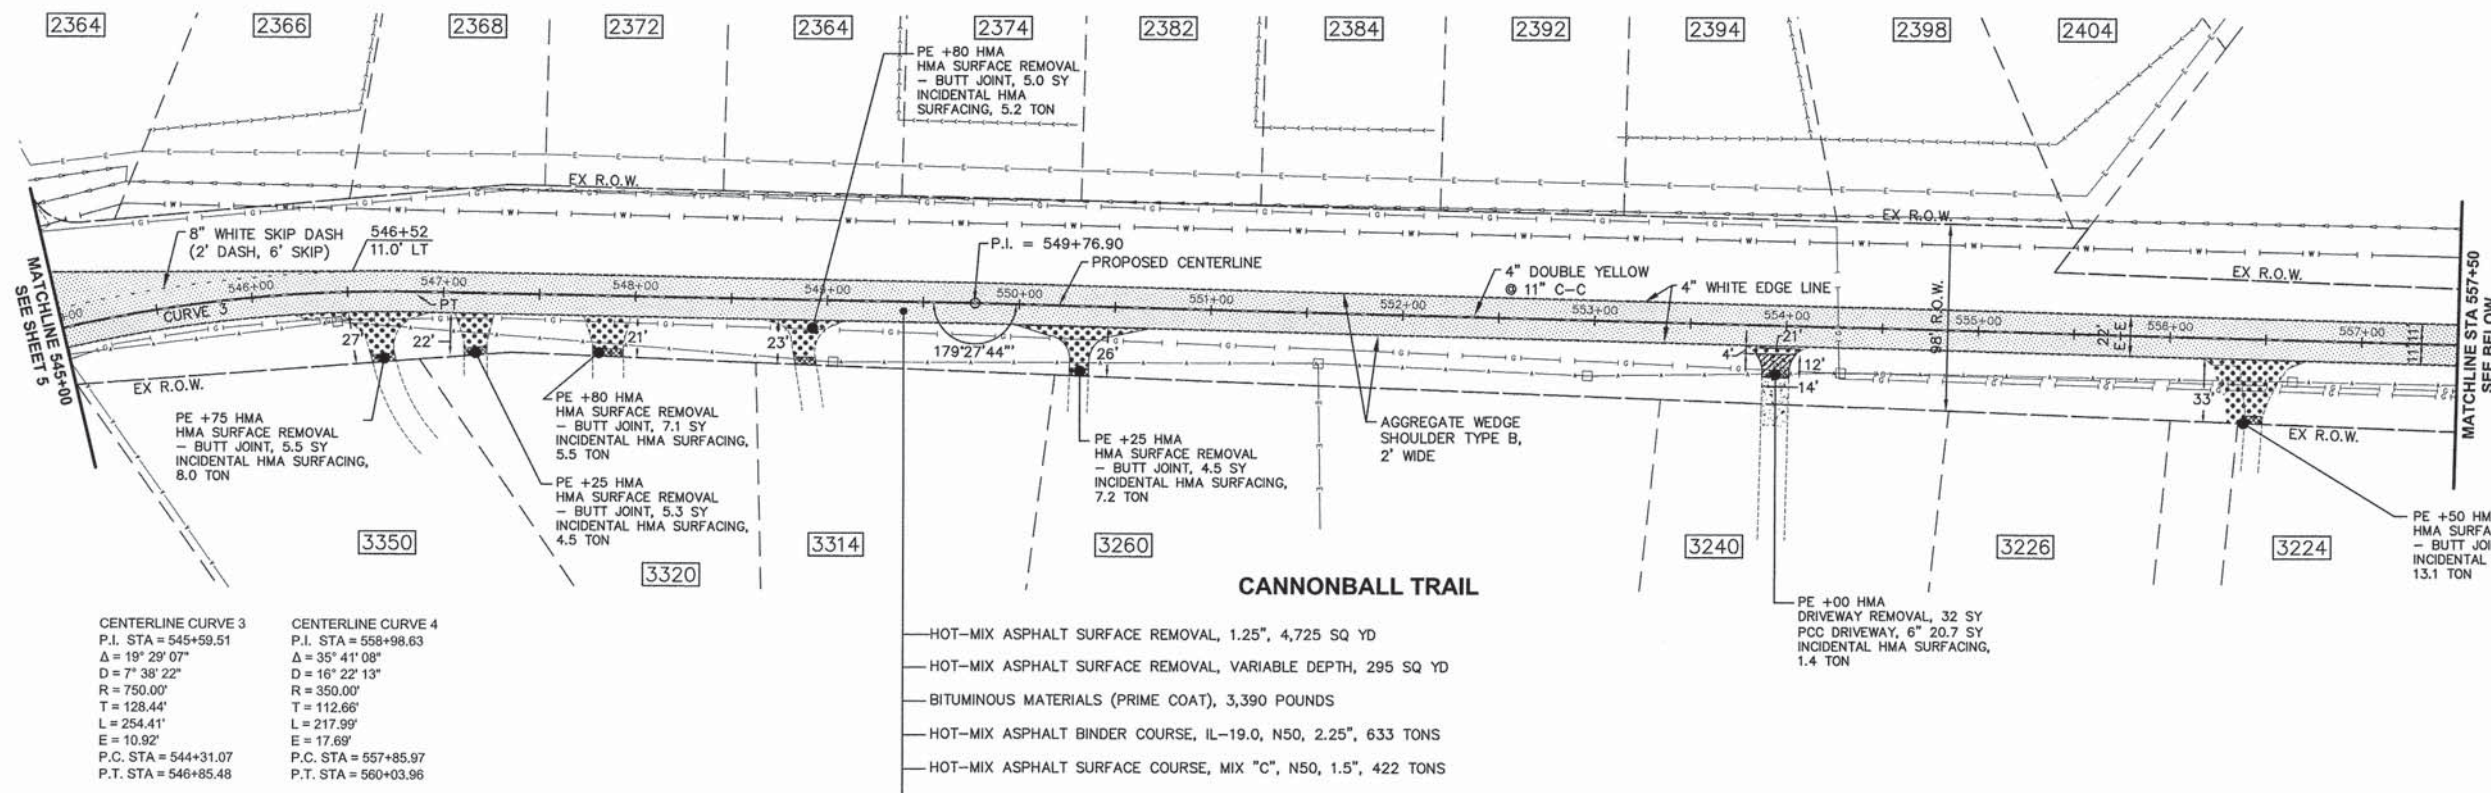 2364
2366
2368
2372
2364
2374
2382
2384
2392
2394
2398
2404
PE +80 HMA
HMA SURFACE REMOVAL
– BUTT JOINT, 5.0 SY
INCIDENTAL HMA
SURFACING, 5.2 TON
EX R.O.W.
EX R.O.W.
EX R.O.W.
8" WHITE SKIP DASH
(2' DASH, 6' SKIP)
546+52
11.0' LT
P.I. = 549+76.90
PROPOSED CENTERLINE
4" DOUBLE YELLOW
@ 11" C–C
4" WHITE EDGE LINE
98' R.O.W.
MATCHLINE 545+00
SEE SHEET 5
MATCHLINE STA 557+50
SEE BELOW
CURVE 3
546+00
547+00
PT
548+00
549+00
550+00
551+00
552+00
553+00
554+00
555+00
556+00
557+00
22'
E–E
11'
11'
27'
22'
21'
23'
179°27'44"'
26'
21'
4'
12'
14'
33'
EX R.O.W.
EX R.O.W.
PE +75 HMA
HMA SURFACE REMOVAL
– BUTT JOINT, 5.5 SY
INCIDENTAL HMA SURFACING,
8.0 TON
PE +80 HMA
HMA SURFACE REMOVAL
– BUTT JOINT, 7.1 SY
INCIDENTAL HMA SURFACING,
5.5 TON
PE +25 HMA
HMA SURFACE REMOVAL
– BUTT JOINT, 5.3 SY
INCIDENTAL HMA SURFACING,
4.5 TON
PE +25 HMA
HMA SURFACE REMOVAL
– BUTT JOINT, 4.5 SY
INCIDENTAL HMA SURFACING,
7.2 TON
AGGREGATE WEDGE
SHOULDER TYPE B,
2' WIDE
PE +50 HM
HMA SURFA
– BUTT JOI
INCIDENTAL
13.1 TON
3350
3320
3314
3260
3240
3226
3224
CANNONBALL TRAIL
PE +00 HMA
DRIVEWAY REMOVAL, 32 SY
PCC DRIVEWAY, 6" 20.7 SY
INCIDENTAL HMA SURFACING,
1.4 TON
CENTERLINE CURVE 3
P.I. STA = 545+59.51
Δ = 19° 29' 07"
D = 7° 38' 22"
R = 750.00'
T = 128.44'
L = 254.41'
E = 10.92'
P.C. STA = 544+31.07
P.T. STA = 546+85.48
CENTERLINE CURVE 4
P.I. STA = 558+98.63
Δ = 35° 41' 08"
D = 16° 22' 13"
R = 350.00'
T = 112.66'
L = 217.99'
E = 17.69'
P.C. STA = 557+85.97
P.T. STA = 560+03.96
HOT–MIX ASPHALT SURFACE REMOVAL, 1.25", 4,725 SQ YD
HOT–MIX ASPHALT SURFACE REMOVAL, VARIABLE DEPTH, 295 SQ YD
BITUMINOUS MATERIALS (PRIME COAT), 3,390 POUNDS
HOT–MIX ASPHALT BINDER COURSE, IL–19.0, N50, 2.25", 633 TONS
HOT–MIX ASPHALT SURFACE COURSE, MIX "C", N50, 1.5", 422 TONS